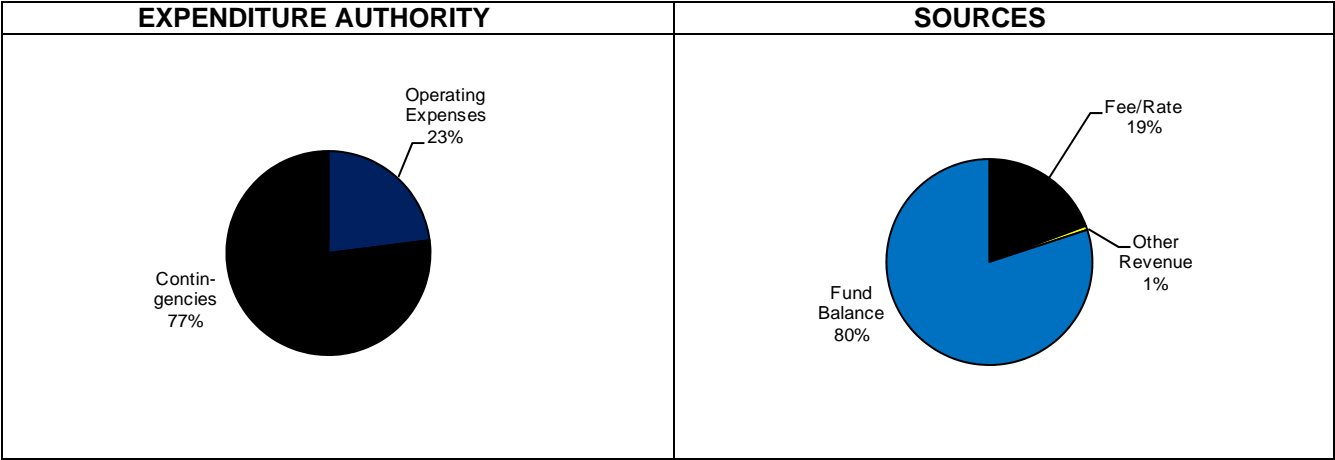 EXPENDITURE AUTHORITY
Operating
Expenses
23%
Contin-
gencies
77%
SOURCES
Fee/Rate
19%
Other
Revenue
1%
Fund
Balance
80%